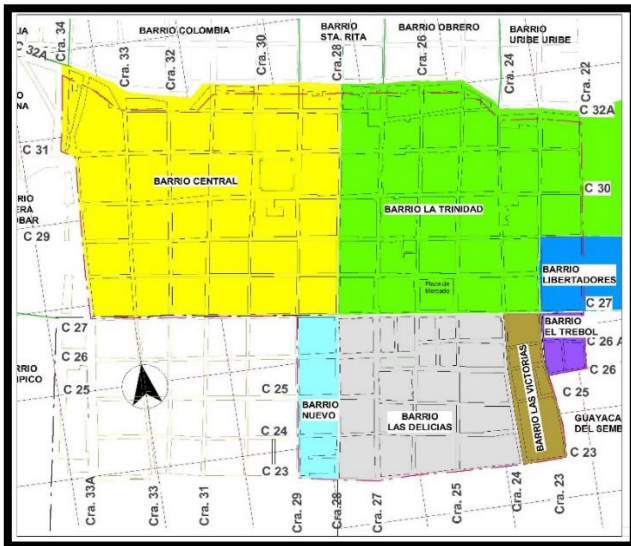 BARRIO COLOMBIA
BARRIO
STA. RITA
BARRIO OBRERO
BARRIO
URIBE URIBE
C 32A
Cra. 34
Cra. 33
Cra. 32
Cra. 30
Cra.28
Cra. 26
Cra. 24
Cra. 22
C 32A
C 31
BARRIO CENTRAL
C 30
BARRIO LA TRINIDAD
C 29
BARRIO
LIBERTADORES
Plaza de
Mercado
C 27
C 27
BARRIO
EL TREBOL
C 26 A
C 26
C 26
C 25
C 25
C 25
BARRIO
NUEVO
BARRIO
LAS DELICIAS
BARRIO LAS VICTORIAS
GUAYACA
DEL SEMB
C 24
C 23
C 23
Cra. 33A
Cra. 33
Cra. 31
Cra. 29
Cra.28
Cra. 27
Cra. 25
Cra. 24
Cra. 23